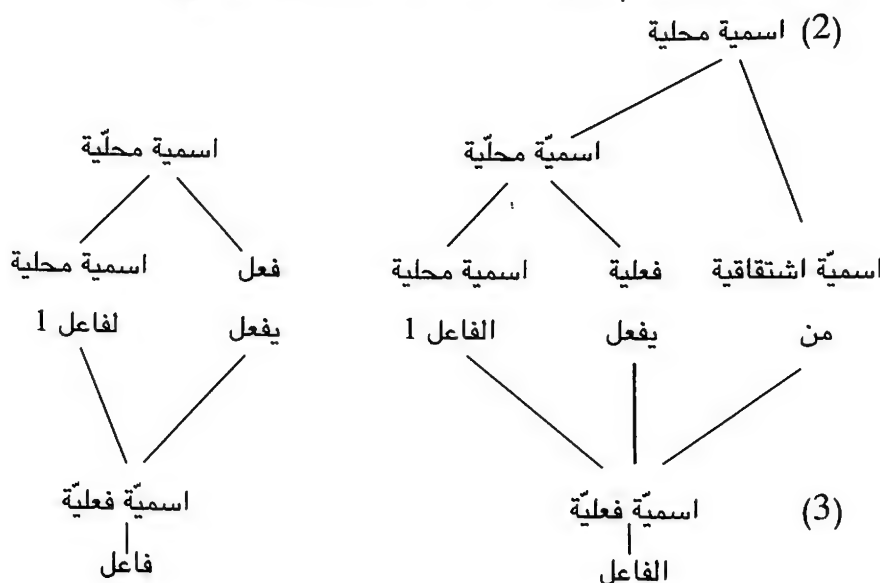 (2) اسمية محلية
اسميّة محلّية اسمية محلّية
اسميّة اشتقاقية فعلية اسمية محلية فعل اسمية محلية
من يفعل الفاعل 1 يفعل لفاعل 1
(3) اسميّة فعليّة اسميّة فعليّة
الفاعل فاعل